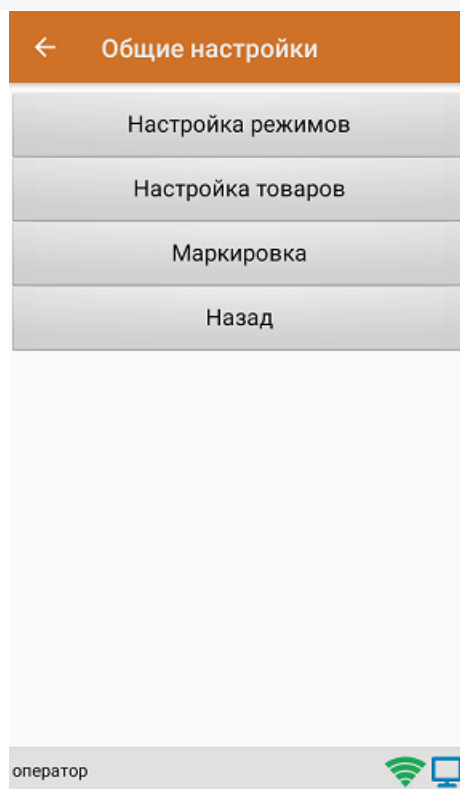 Общие настройки
Настройка режимов
Настройка товаров
Маркировка
Назад
оператор